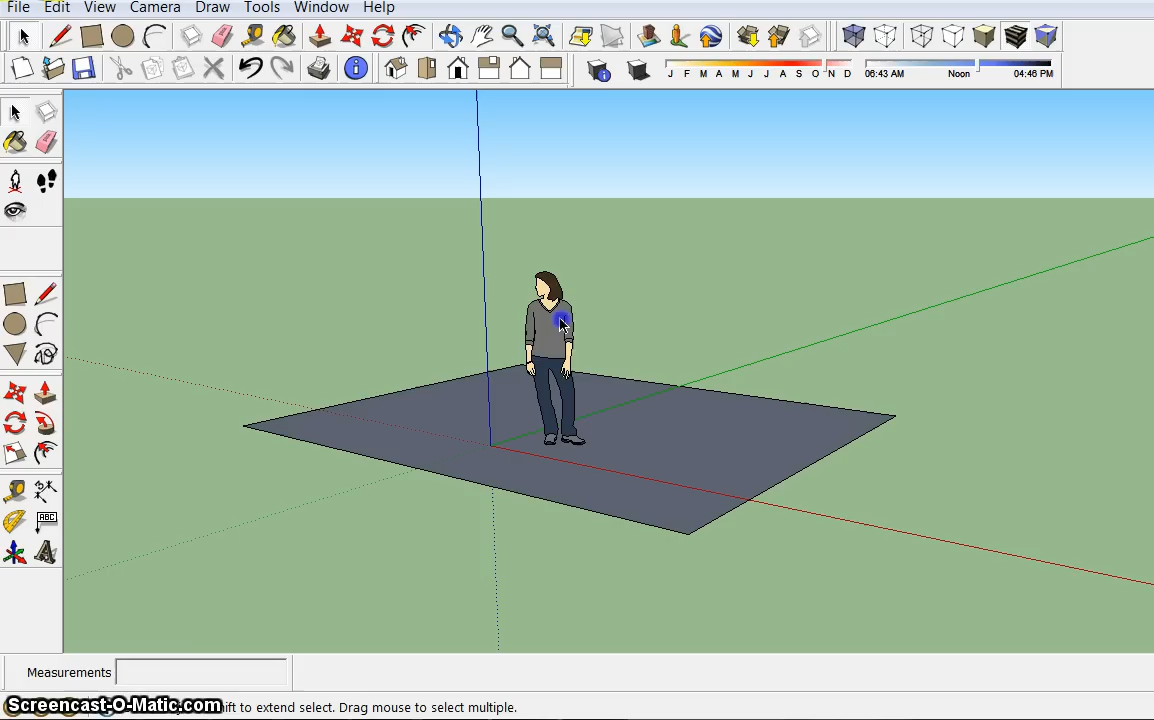 File Edit View Camera Draw Tools Window Help
J F M A M J J A S O N D 06:43 AM Noon 04:46 PM
ABC
Measurements
Screencast-O-Matic.com
ift to extend select. Drag mouse to select multiple.